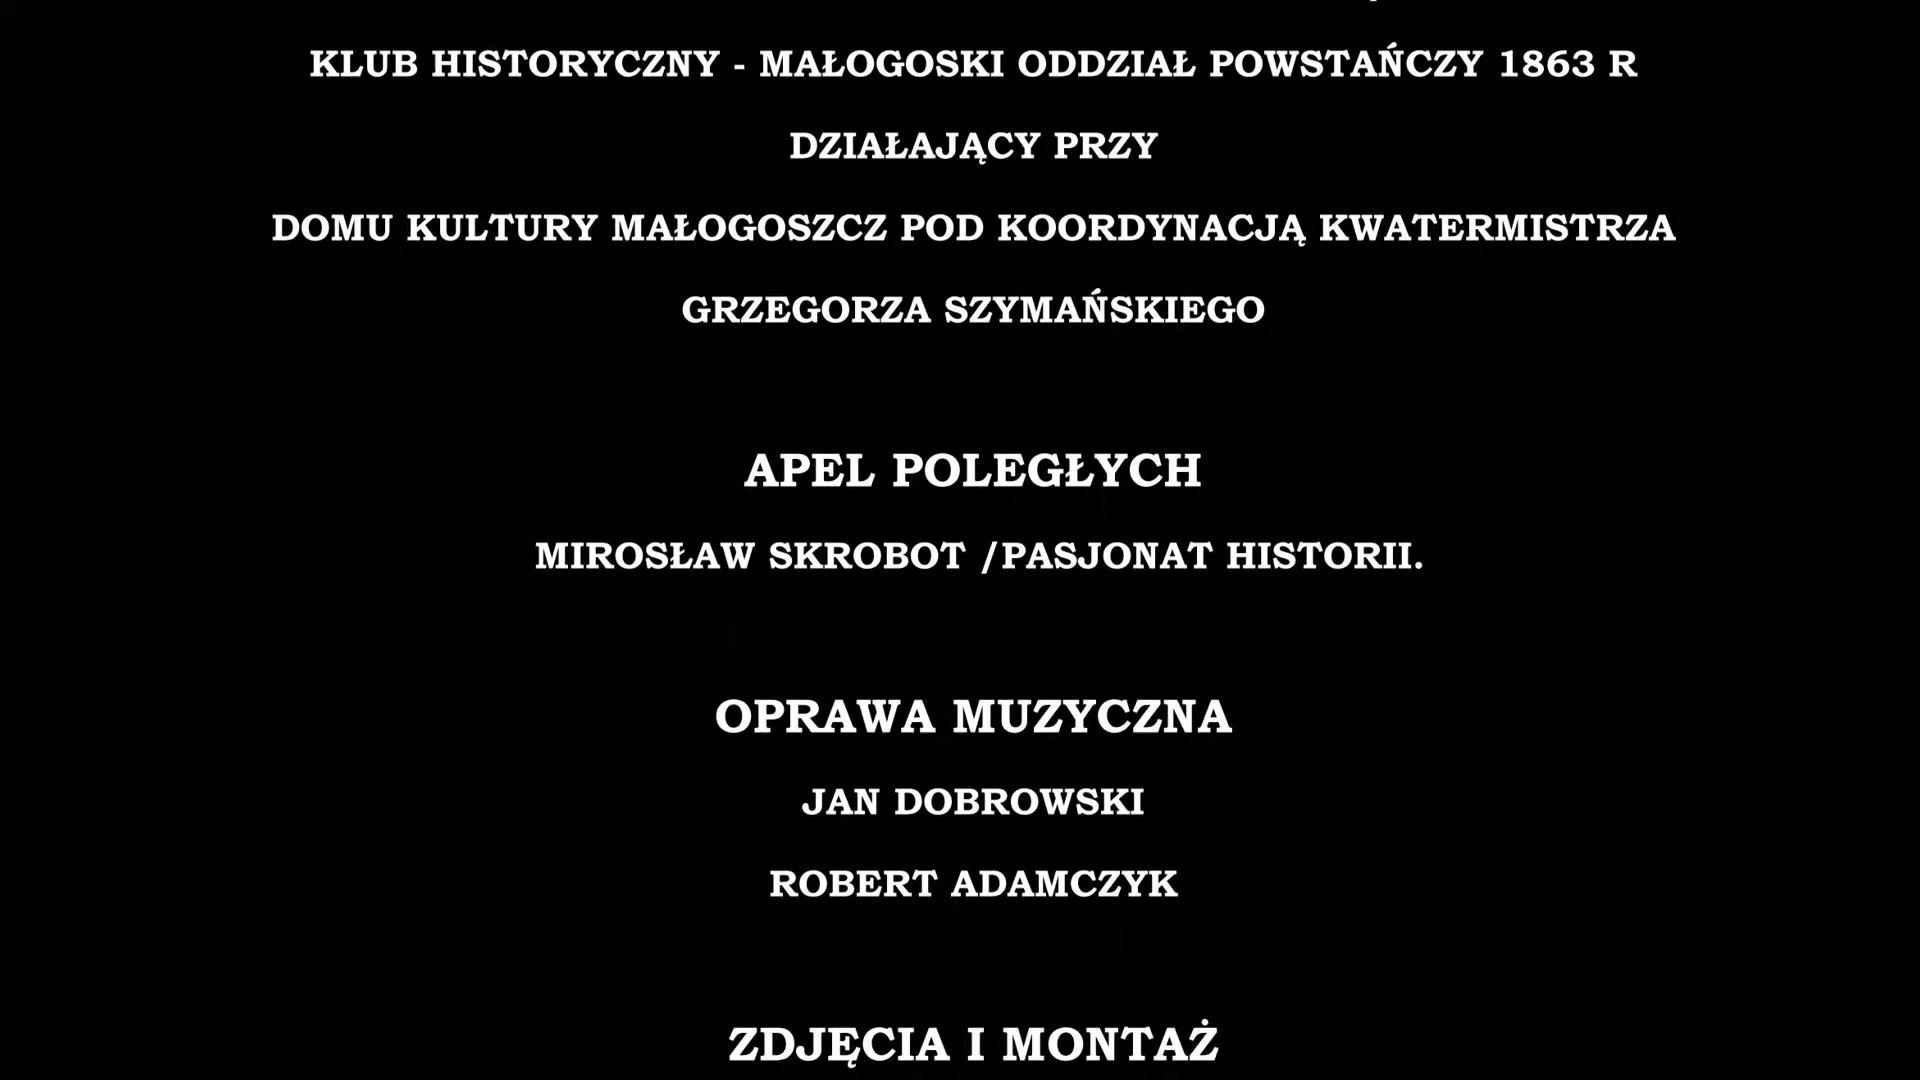 KLUB HISTORYCZNY - MAŁOGOSKI ODDZIAŁ POWSTAŃCZY 1863 R
DZIAŁAJĄCY PRZY
DOMU KULTURY MAŁOGOSZCZ POD KOORDYNACJĄ KWATERMISTRZA
GRZEGORZA SZYMAŃSKIEGO
APEL POLEGŁYCH
MIROSŁAW SKROBOT /PASJONAT HISTORII.
OPRAWA MUZYCZNA
JAN DOBROWSKI
ROBERT ADAMCZYK
ZDJĘCIA I MONTAŻ